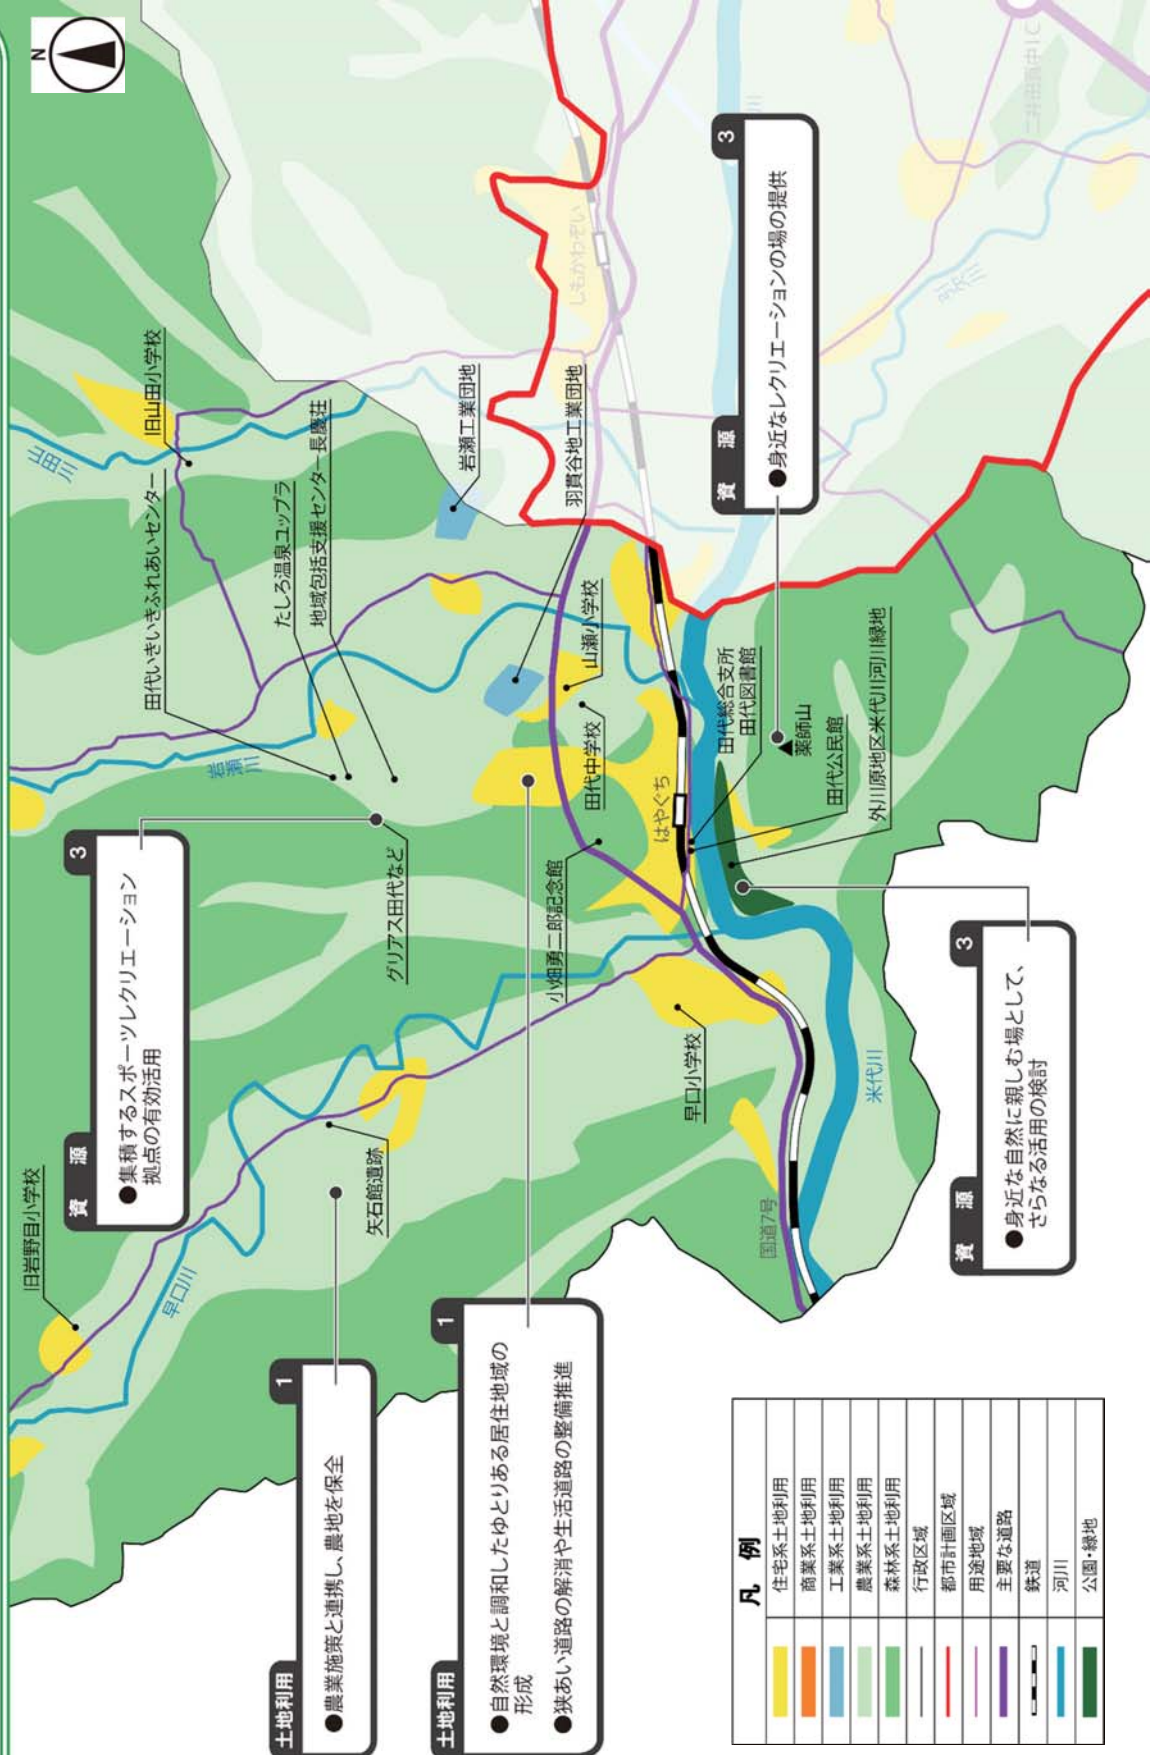 N
資源 3
●集積するスポーツレクリエーション
拠点の有効活用
土地利用 1
●農業施策と連携し、農地を保全
土地利用 1
●自然環境と調和したゆとりある居住地域の
形成
●狭あい道路の解消や生活道路の整備推進
資源 3
●身近なレクリエーションの場の提供
資源 3
●身近な自然に親しむ場として、
さらなる活用の検討
旧岩野目小学校
早口川
矢石館遺跡
グリアス田代など
岩瀬川
田代いきいきふれあいセンター
たしろ温泉ユップラ
地域包括支援センター長慶荘
山田川
旧山田小学校
岩瀬工業団地
羽貫谷地工業団地
山瀬小学校
田代中学校
小畑勇二郎記念館
はやぐち
早口小学校
国道7号
米代川
田代総合支所
田代図書館
薬師山
田代公民館
外川原地区米代川河川緑地
しもかわぞい
引欠川
川
二井田真中IC
凡例
住宅系土地利用
商業系土地利用
工業系土地利用
農業系土地利用
森林系土地利用
行政区域
都市計画区域
用途地域
主要な道路
鉄道
河川
公園・緑地